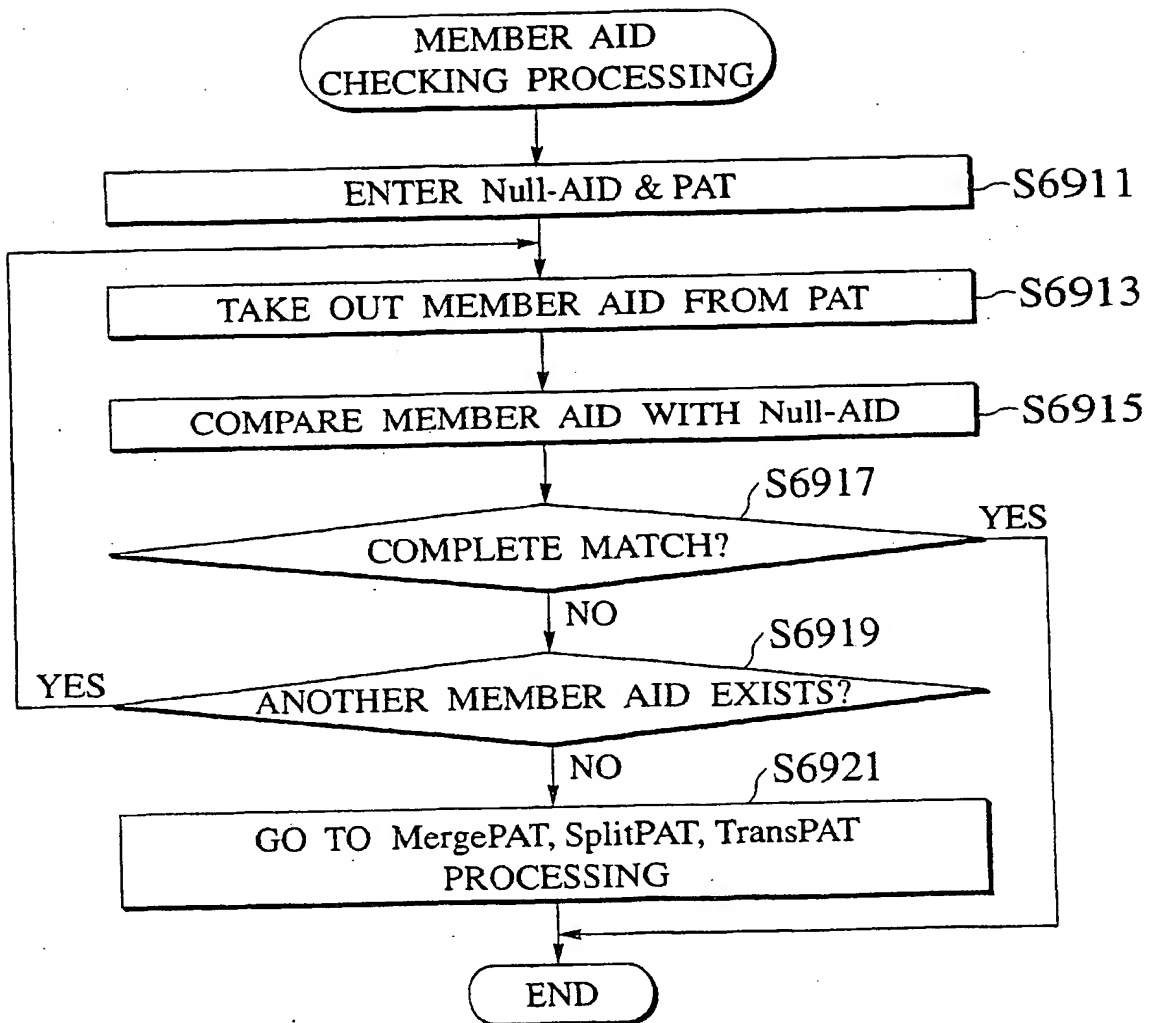 MEMBER AID
CHECKING PROCESSING
ENTER Null-AID & PAT
S6911
TAKE OUT MEMBER AID FROM PAT
S6913
COMPARE MEMBER AID WITH Null-AID
S6915
S6917
COMPLETE MATCH?
YES
NO
S6919
ANOTHER MEMBER AID EXISTS?
YES
NO
S6921
GO TO MergePAT, SplitPAT, TransPAT
PROCESSING
END